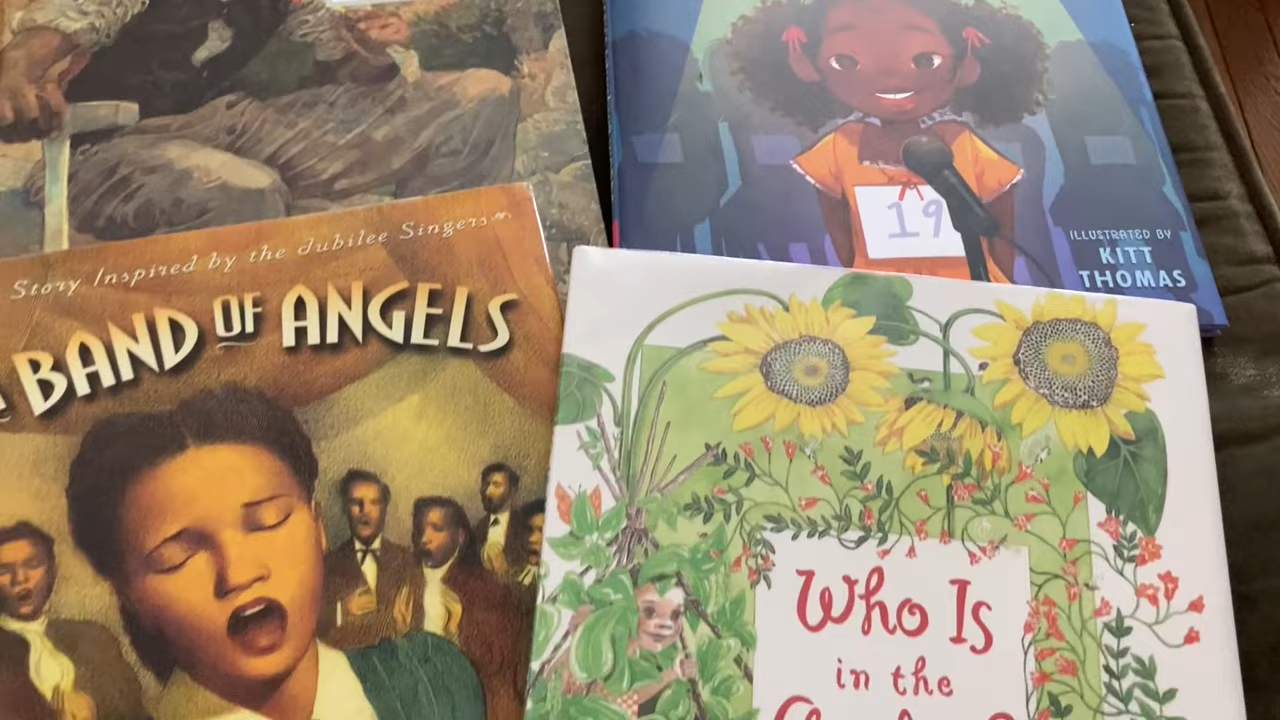 Story Inspired by the Jubilee Singers
A BAND OF ANGELS
19
ILLUSTRATED BY
KITT
THOMAS
Who Is
in the